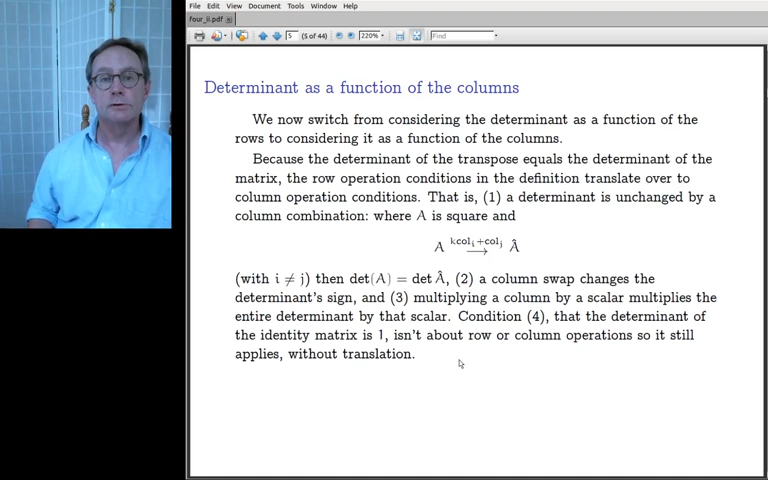 File Edit View Document Tools Window Help
four_ii.pdf
5 (5 of 44) 220% Find
Determinant as a function of the columns
We now switch from considering the determinant as a function of the
rows to considering it as a function of the columns.
Because the determinant of the transpose equals the determinant of the
matrix, the row operation conditions in the definition translate over to
column operation conditions. That is, (1) a determinant is unchanged by a
column combination: where A is square and
A kcolᵢ+colⱼ ⟶ Â
(with i ≠ j) then det(A) = det Â, (2) a column swap changes the
determinant's sign, and (3) multiplying a column by a scalar multiplies the
entire determinant by that scalar. Condition (4), that the determinant of
the identity matrix is 1, isn't about row or column operations so it still
applies, without translation.